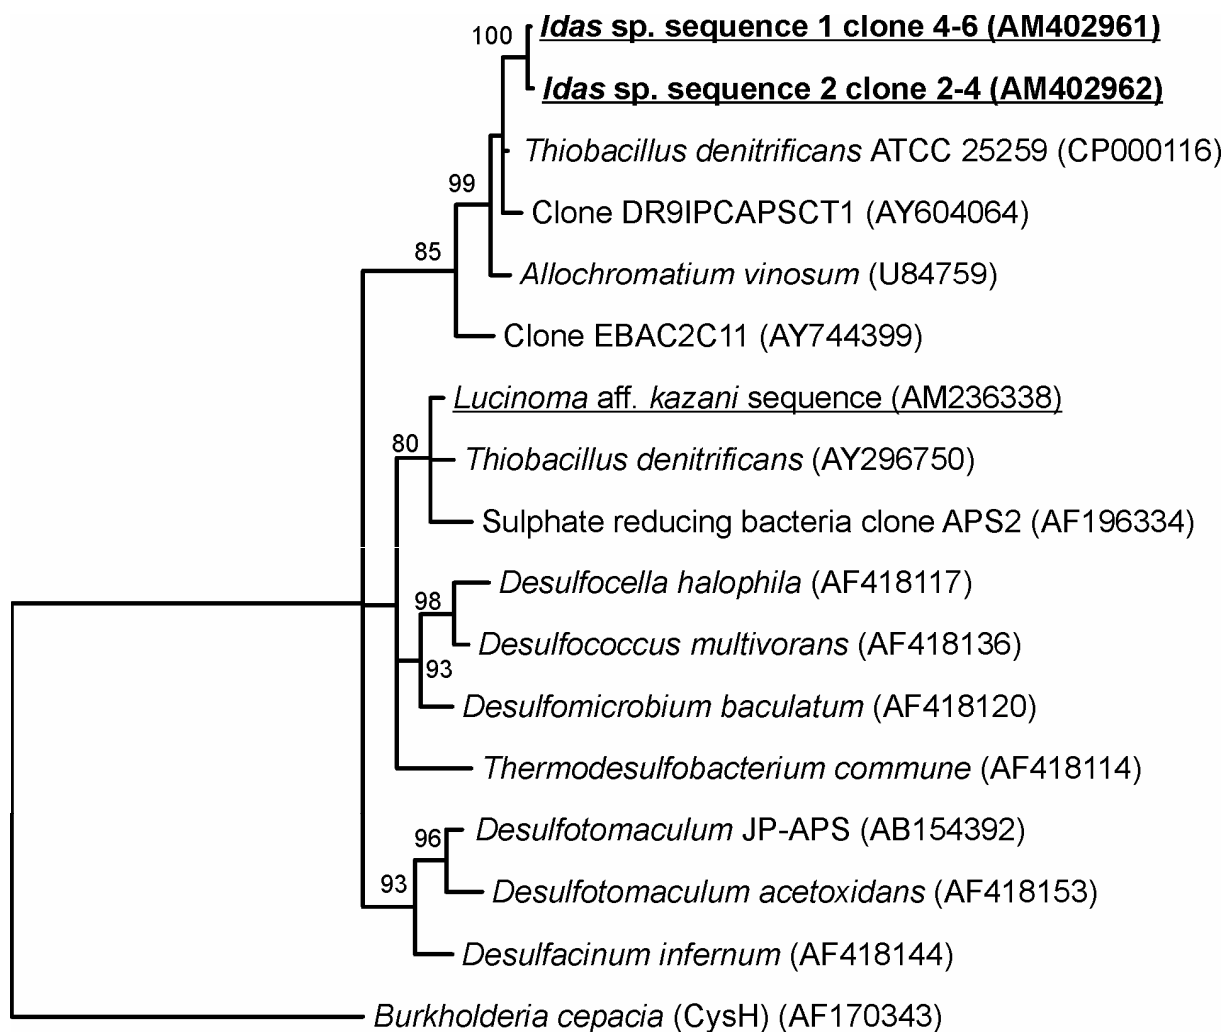 100
Idas sp. sequence 1 clone 4-6 (AM402961)
Idas sp. sequence 2 clone 2-4 (AM402962)
Thiobacillus denitrificans ATCC 25259 (CP000116)
99
Clone DR9IPCAPSCT1 (AY604064)
85
Allochromatium vinosum (U84759)
Clone EBAC2C11 (AY744399)
Lucinoma aff. kazani sequence (AM236338)
80
Thiobacillus denitrificans (AY296750)
Sulphate reducing bacteria clone APS2 (AF196334)
Desulfocella halophila (AF418117)
98
Desulfococcus multivorans (AF418136)
93
Desulfomicrobium baculatum (AF418120)
Thermodesulfobacterium commune (AF418114)
Desulfotomaculum JP-APS (AB154392)
96
93
Desulfotomaculum acetoxidans (AF418153)
Desulfacinum infernum (AF418144)
Burkholderia cepacia (CysH) (AF170343)